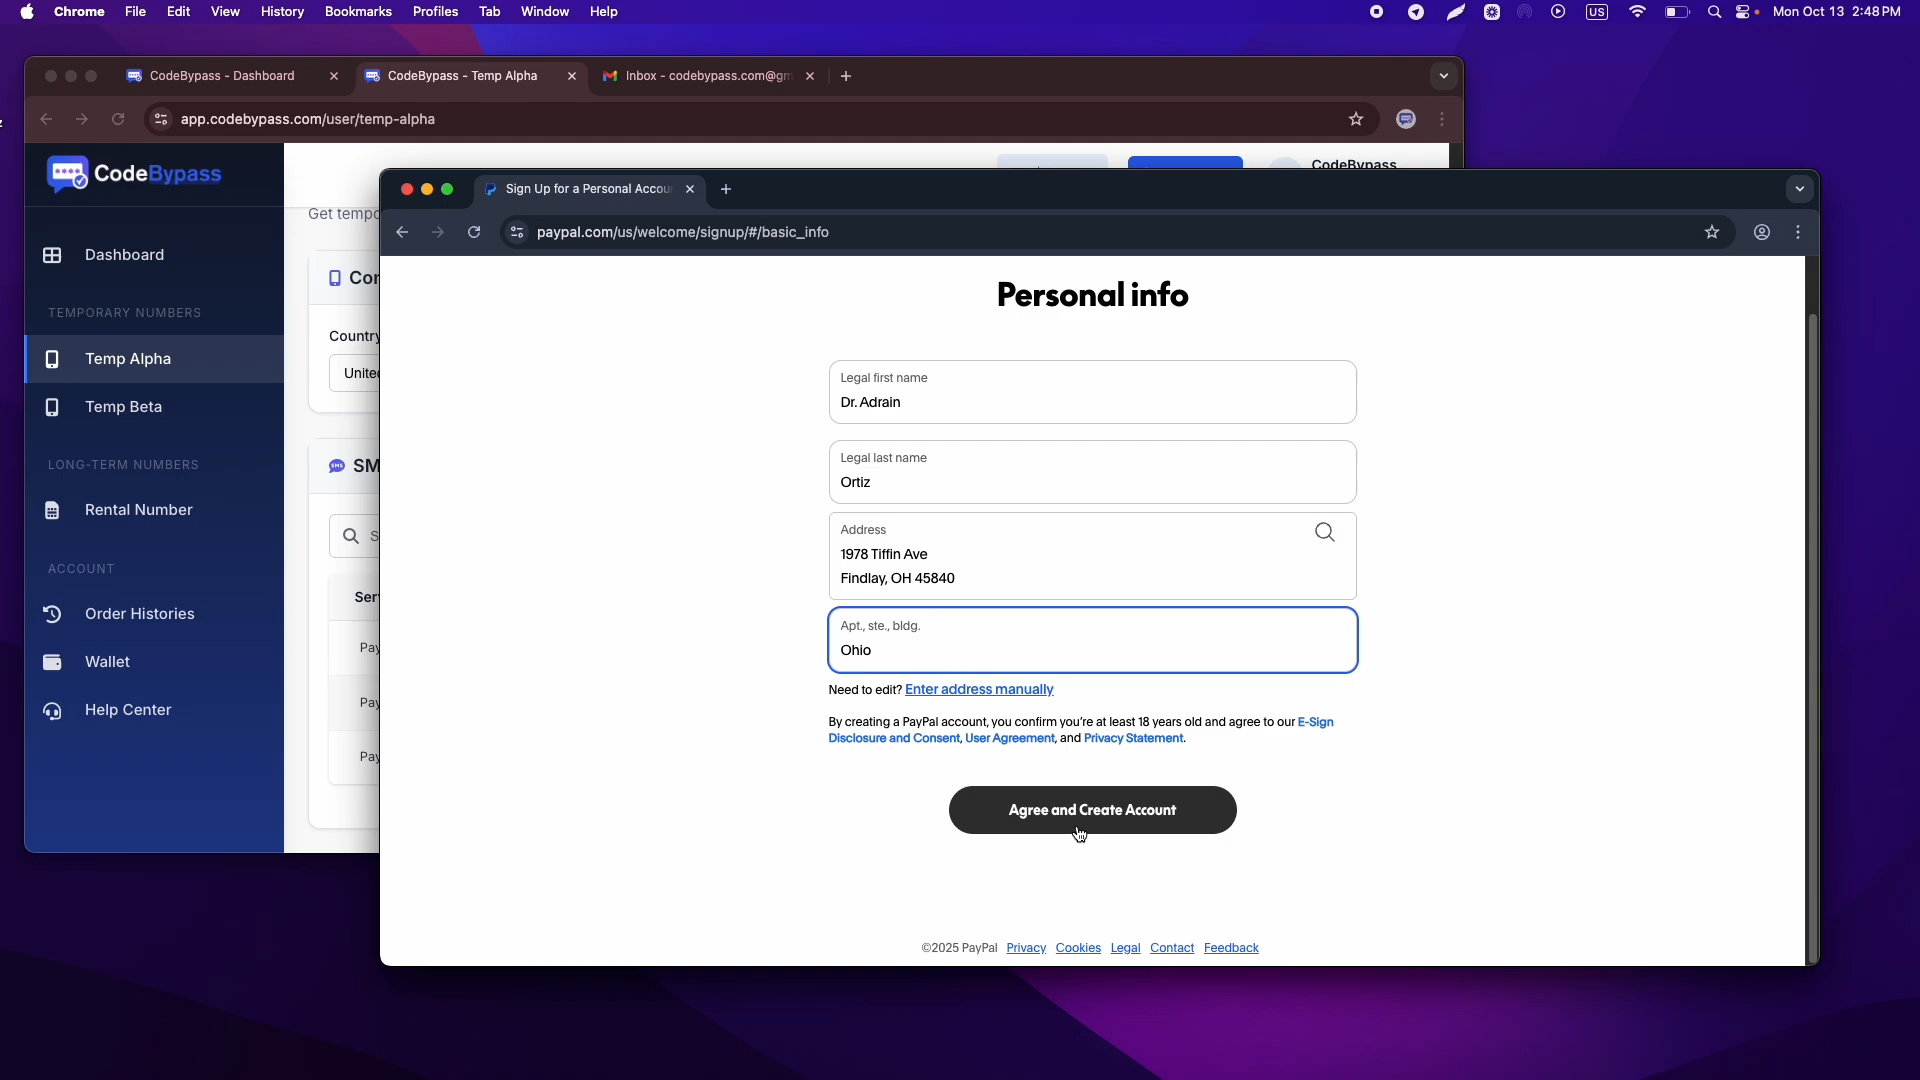 Chrome File Edit View History Bookmarks Profiles Tab Window Help US Mon Oct 13 2:48 PM
CodeBypass - Dashboard CodeBypass - Temp Alpha Inbox - codebypass.com@gm
app.codebypass.com/user/temp-alpha
CodeBypass
CodeBypass
Dashboard
TEMPORARY NUMBERS
Temp Alpha
Temp Beta
LONG-TERM NUMBERS
Rental Number
ACCOUNT
Order Histories
Wallet
Help Center
Get tempo
Cor
Country
United
SM
S
Ser
Pay
Pay
Pay
Sign Up for a Personal Accou
paypal.com/us/welcome/signup/#/basic_info
Personal info
Legal first name
Dr. Adrain
Legal last name
Ortiz
Address
1978 Tiffin Ave
Findlay, OH 45840
Apt., ste., bldg.
Ohio
Need to edit? Enter address manually
By creating a PayPal account, you confirm you're at least 18 years old and agree to our E-Sign
Disclosure and Consent, User Agreement, and Privacy Statement.
Agree and Create Account
©2025 PayPal Privacy Cookies Legal Contact Feedback